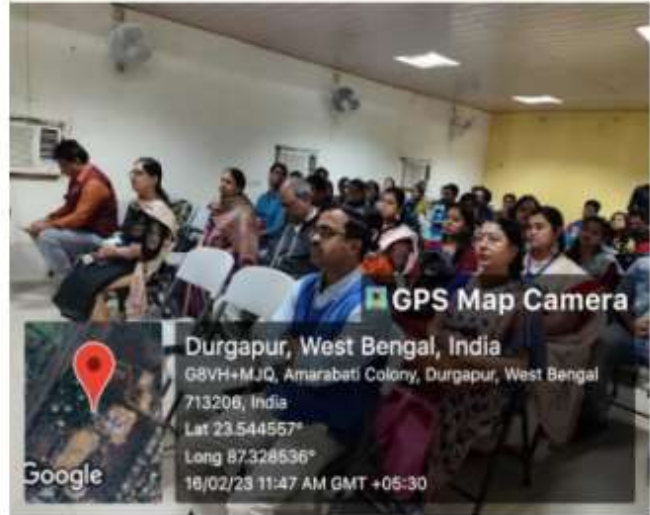 GPS Map Camera
Durgapur, West Bengal, India
G8VH+MJQ, Amarabati Colony, Durgapur, West Bengal
713206, India
Lat 23.544557°
Long 87.328536°
16/02/23 11:47 AM GMT +05:30
Google